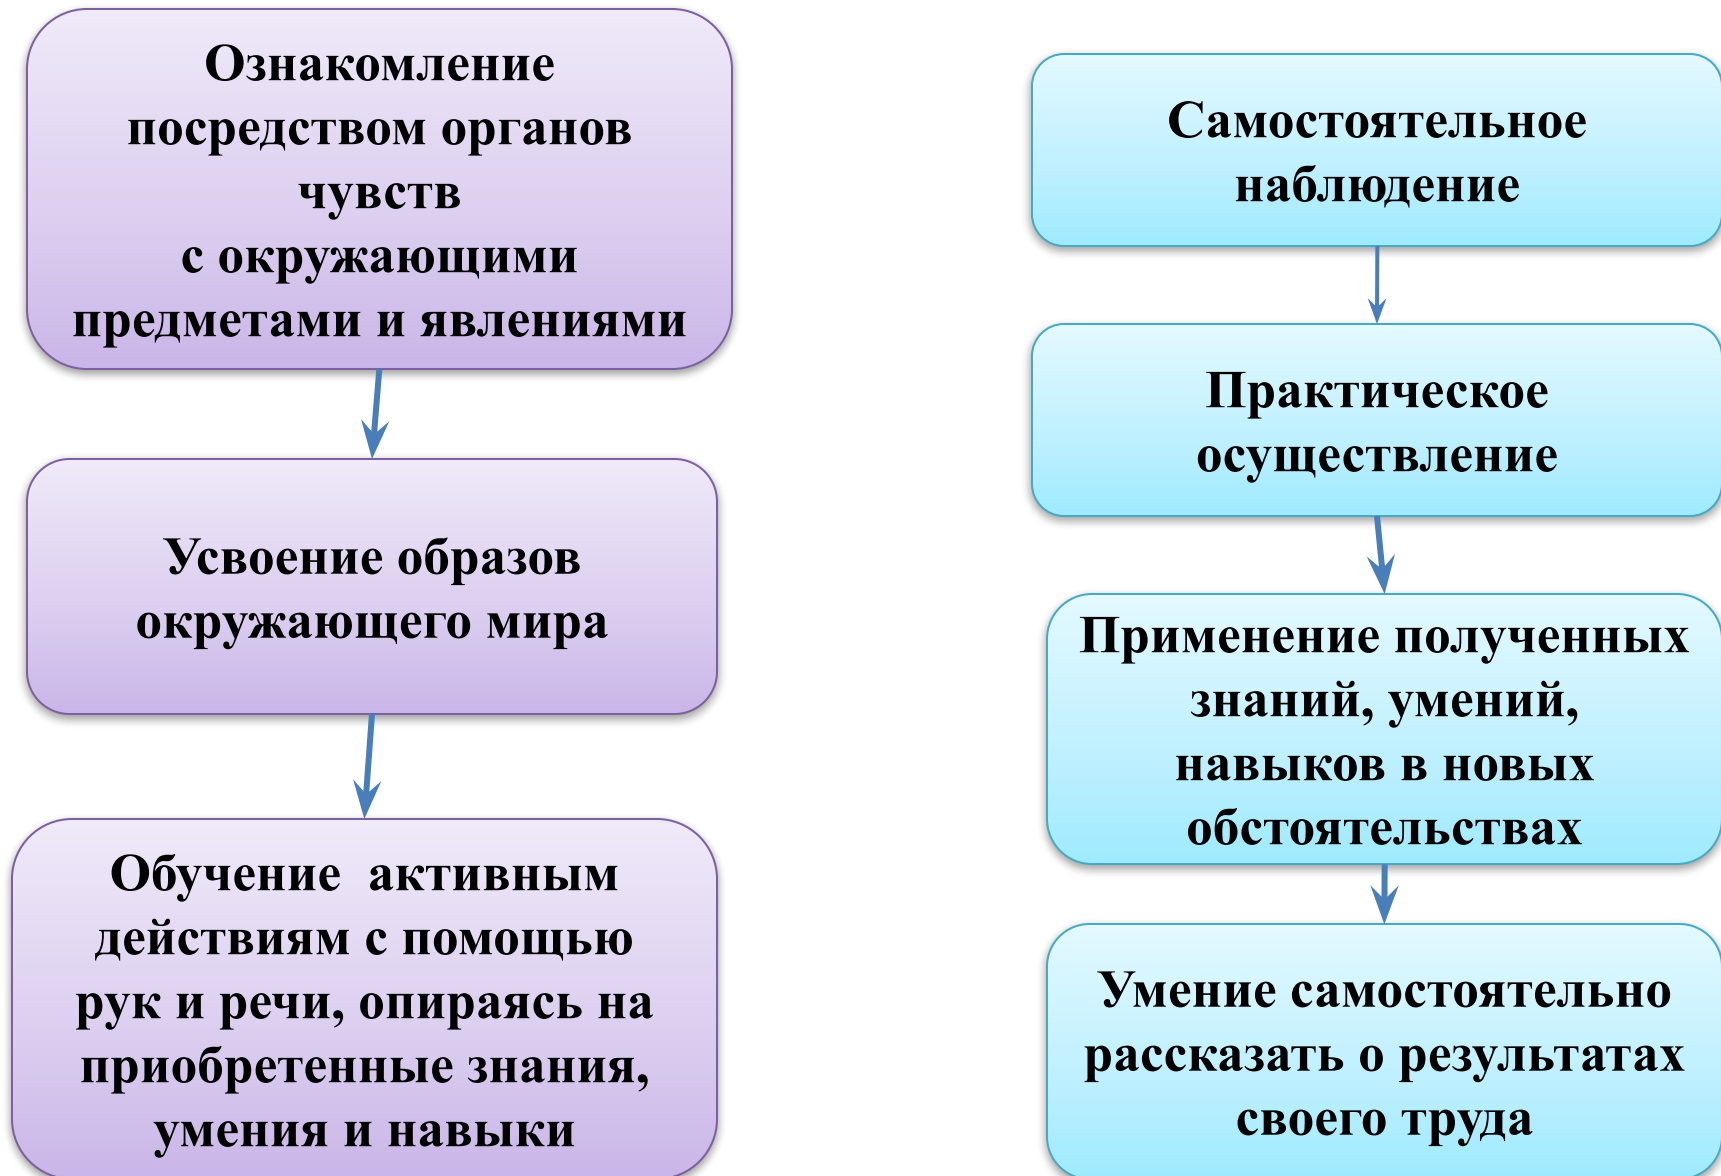 Ознакомление
посредством органов
чувств
с окружающими
предметами и явлениями
Усвоение образов
окружающего мира
Обучение активным
действиям с помощью
рук и речи, опираясь на
приобретенные знания,
умения и навыки
Самостоятельное
наблюдение
Практическое
осуществление
Применение полученных
знаний, умений,
навыков в новых
обстоятельствах
Умение самостоятельно
рассказать о результатах
своего труда